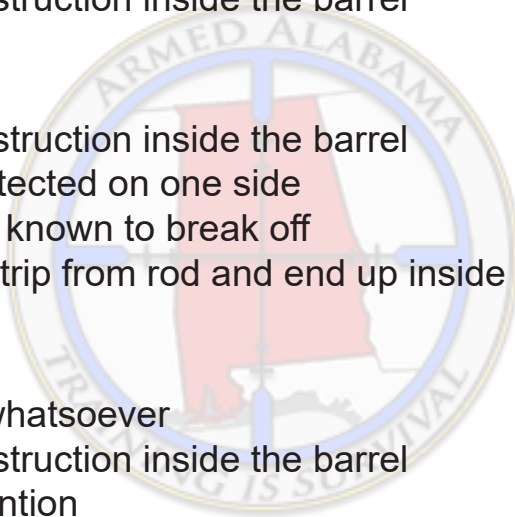 struction inside the barrel
ARMED ALABAMA
struction inside the barrel
tected on one side
known to break off
trip from rod and end up inside
whatsoever
struction inside the barrel
ntion
TRAINING IS SURVIVAL